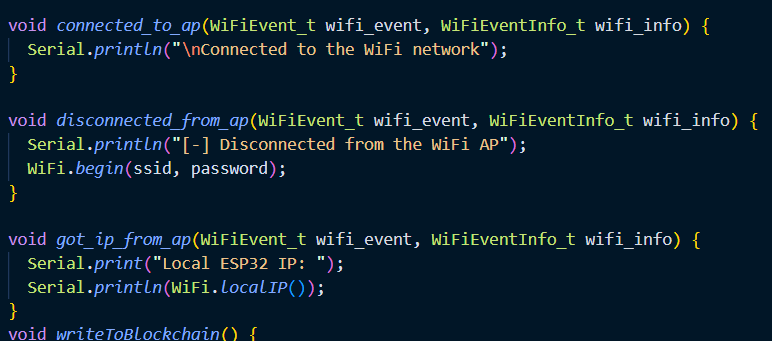 void connected_to_ap(WiFiEvent_t wifi_event, WiFiEventInfo_t wifi_info) {
  Serial.println("\nConnected to the WiFi network");
}

void disconnected_from_ap(WiFiEvent_t wifi_event, WiFiEventInfo_t wifi_info) {
  Serial.println("[-] Disconnected from the WiFi AP");
  WiFi.begin(ssid, password);
}

void got_ip_from_ap(WiFiEvent_t wifi_event, WiFiEventInfo_t wifi_info) {
  Serial.print("Local ESP32 IP: ");
  Serial.println(WiFi.localIP());
}
void writeToBlockchain() {